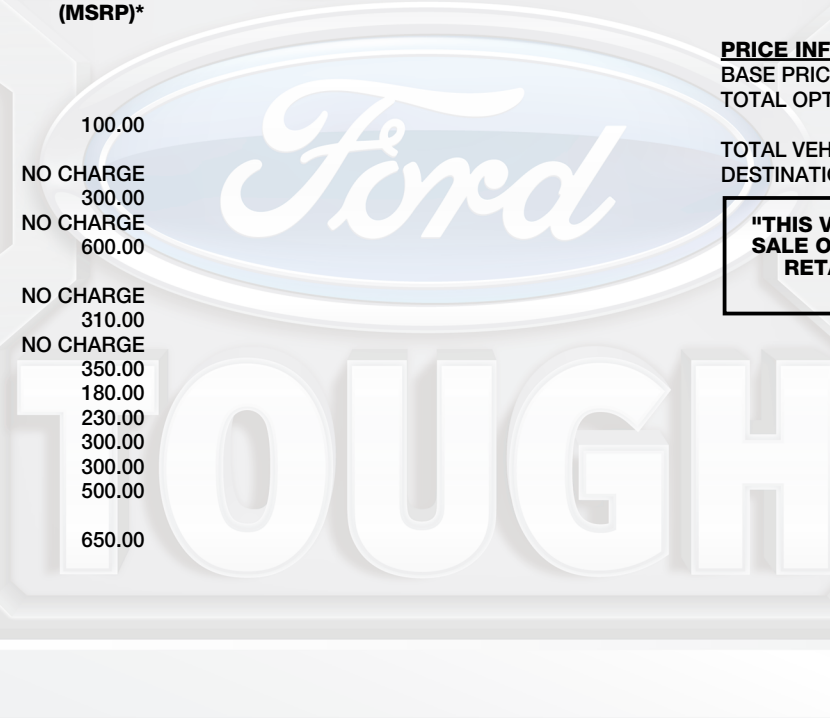 (MSRP)*
100.00
NO CHARGE
300.00
NO CHARGE
600.00
NO CHARGE
310.00
NO CHARGE
350.00
180.00
230.00
300.00
300.00
500.00
650.00
PRICE INF
BASE PRIC
TOTAL OPT
TOTAL VEH
DESTINATI
"THIS V
SALE O
RETA
Ford
TOUGH